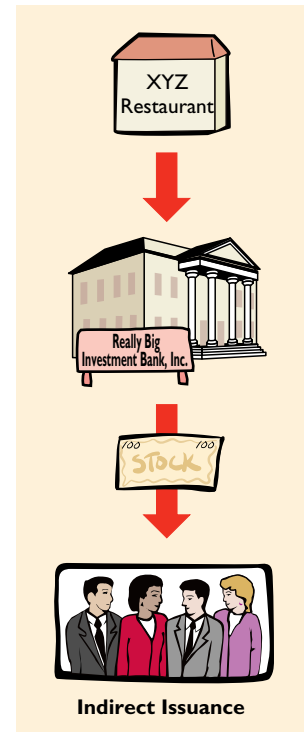 XYZ
Restaurant
Really Big
Investment Bank, Inc.
100 100
STOCK
Indirect Issuance